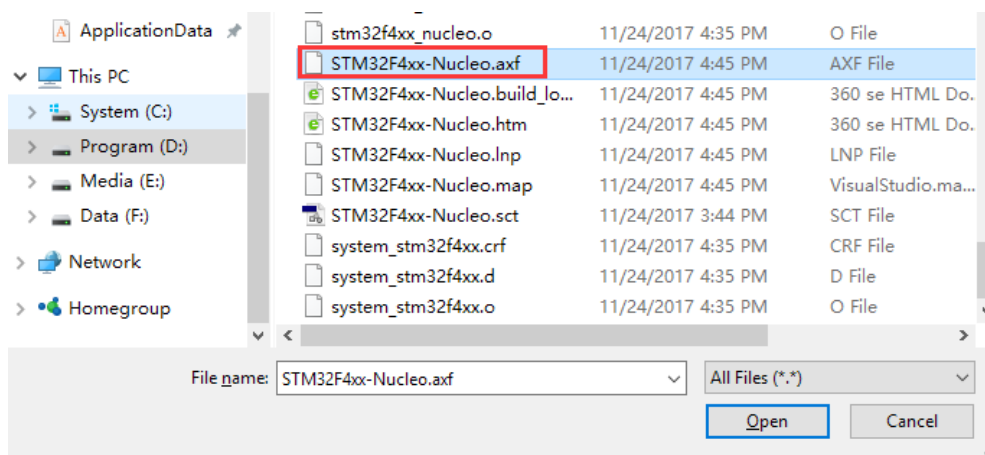 ApplicationData
This PC
System (C:)
Program (D:)
Media (E:)
Data (F:)
Network
Homegroup
stm32f4xx_nucleo.o 11/24/2017 4:35 PM O File
STM32F4xx-Nucleo.axf 11/24/2017 4:45 PM AXF File
STM32F4xx-Nucleo.build_lo... 11/24/2017 4:45 PM 360 se HTML Do..
STM32F4xx-Nucleo.htm 11/24/2017 4:45 PM 360 se HTML Do..
STM32F4xx-Nucleo.lnp 11/24/2017 4:45 PM LNP File
STM32F4xx-Nucleo.map 11/24/2017 4:45 PM VisualStudio.ma...
STM32F4xx-Nucleo.sct 11/24/2017 3:44 PM SCT File
system_stm32f4xx.crf 11/24/2017 4:35 PM CRF File
system_stm32f4xx.d 11/24/2017 4:35 PM D File
system_stm32f4xx.o 11/24/2017 4:35 PM O File
File name: STM32F4xx-Nucleo.axf All Files (*.*)
Open Cancel